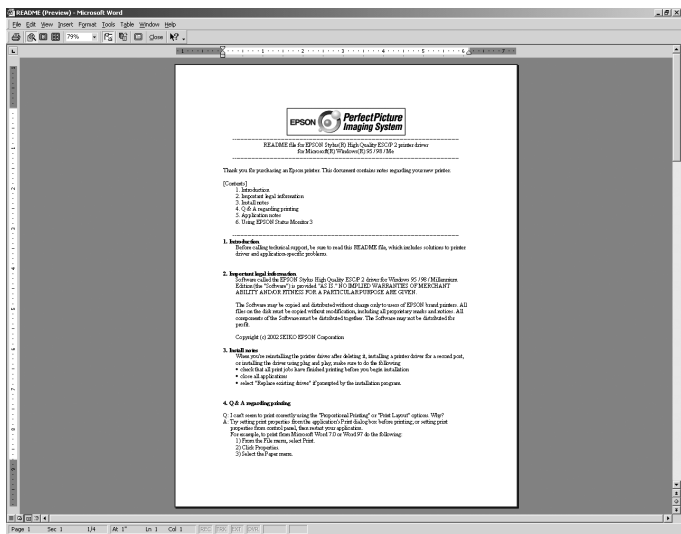 README (Preview) - Microsoft Word
File Edit View Insert Format Tools Table Window Help
79% Close
EPSON PerfectPicture
Imaging System
README file for EPSON Stylus(R) High Quality ESC/P 2 printer driver
for Microsoft(R) Windows(R) 95 / 98 / Me
Thank you for purchasing an Epson printer. This document contains notes regarding your new printer.
[Contents]
1. Introduction
2. Important legal information
3. Install notes
4. Q & A regarding printing
5. Application notes
6. Using EPSON Status Monitor 3
1. Introduction
Before calling technical support, be sure to read this README file, which includes solutions to printer
driver and application-specific problems.
2. Important legal information
Software called the EPSON Stylus High Quality ESC/P 2 driver for Windows 95 / 98 / Millennium
Edition (the "Software") is provided "AS IS." NO IMPLIED WARRANTIES OF MERCHANT
ABILITY AND/OR FITNESS FOR A PARTICULAR PURPOSE ARE GIVEN.
The Software may be copied and distributed without charge only to users of EPSON brand printers. All
files on the disk must be copied without modification, including all proprietary marks and notices. All
components of the Software must be distributed together. The Software may not be distributed for
profit.
Copyright (c) 2002 SEIKO EPSON Corporation
3. Install notes
When you're reinstalling the printer driver after deleting it, installing a printer driver for a second port,
or installing the driver using plug and play, make sure to do the following:
• check that all print jobs have finished printing before you begin installation
• close all applications
• select "Replace existing driver" if prompted by the installation program.
4. Q & A regarding printing
Q: I can't seem to print correctly using the "Proportional Printing" or "Print Layout" options. Why?
A: Try setting print properties from the application's Print dialog box before printing, or setting print
properties from control panel, then restart your application.
For example, to print from Microsoft Word 7.0 or Word 97 do the following:
1) From the File menu, select Print.
2) Click Properties.
3) Select the Paper menu.
Page 1 Sec 1 1/4 At 1" Ln 1 Col 1 REC TRK EXT OVR